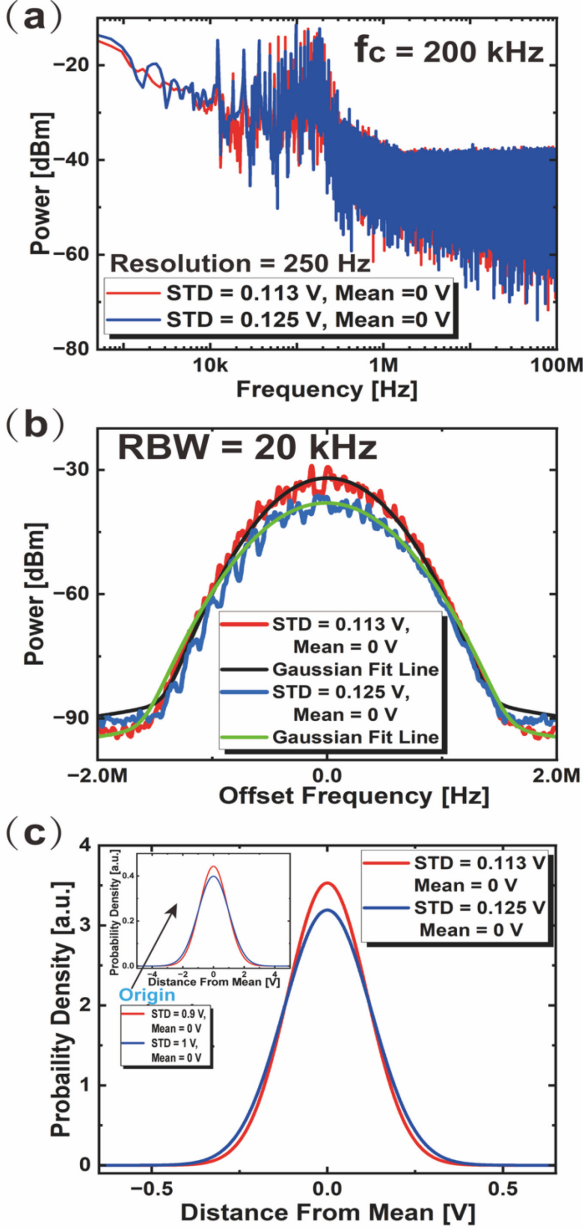 (a)
fc = 200 kHz
Power [dBm]
−20
−40
−60
−80
Resolution = 250 Hz
STD = 0.113 V, Mean =0 V
STD = 0.125 V, Mean =0 V
10k
1M
100M
Frequency [Hz]
(b)
RBW = 20 kHz
Power [dBm]
−30
−60
−90
STD = 0.113 V,
Mean = 0 V
Gaussian Fit Line
STD = 0.125 V,
Mean = 0 V
Gaussian Fit Line
−2.0M
0.0
2.0M
Offset Frequency [Hz]
(c)
Probaility Density [a.u.]
4
3
2
1
0
STD = 0.113 V
Mean = 0 V
STD = 0.125 V
Mean = 0 V
Probability Density [a.u.]
0.4
0.2
0.0
−4
−2
0
2
4
Distance From Mean [V]
Origin
STD = 0.9 V,
Mean = 0 V
STD = 1 V,
Mean = 0 V
−0.5
0.0
0.5
Distance From Mean [V]